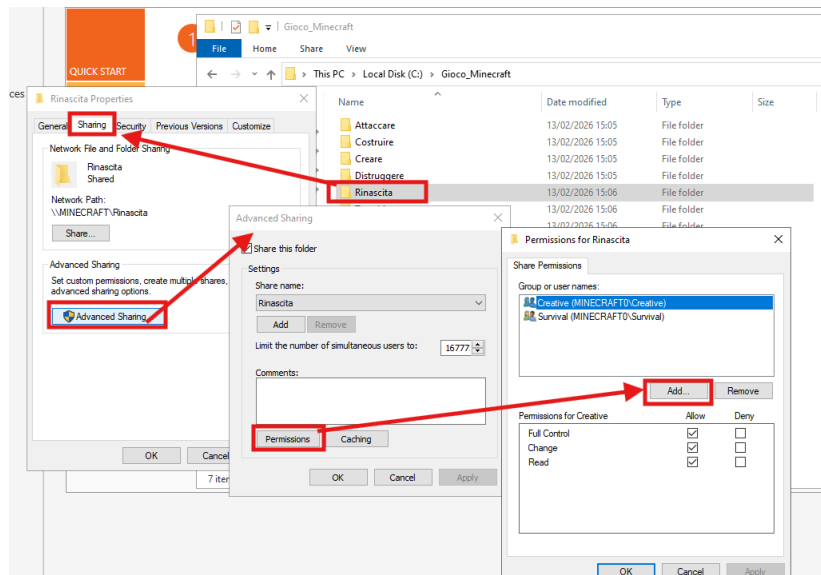 QUICK START
1
ces
Gioco_Minecraft
File Home Share View
This PC > Local Disk (C:) > Gioco_Minecraft
Name Date modified Type Size
Attaccare 13/02/2026 15:05 File folder
Costruire 13/02/2026 15:05 File folder
Creare 13/02/2026 15:05 File folder
Distruggere 13/02/2026 15:05 File folder
Rinascita 13/02/2026 15:06 File folder
13/02/2026 15:06 File folder
13/02/2026 15:06 File folder
7 iter
Rinascita Properties
General Sharing Security Previous Versions Customize
Network File and Folder Sharing
Rinascita
Shared
Network Path:
\\MINECRAFT\Rinascita
Share...
Advanced Sharing
Set custom permissions, create multiple shares,
advanced sharing options.
Advanced Sharing...
OK Cancel
Advanced Sharing
Share this folder
Settings
Share name:
Rinascita
Add Remove
Limit the number of simultaneous users to: 16777
Comments:
Permissions Caching
OK Cancel Apply
Permissions for Rinascita
Share Permissions
Group or user names:
Creative (MINECRAFT0\Creative)
Survival (MINECRAFT0\Survival)
Add... Remove
Permissions for Creative Allow Deny
Full Control
Change
Read
OK Cancel Apply